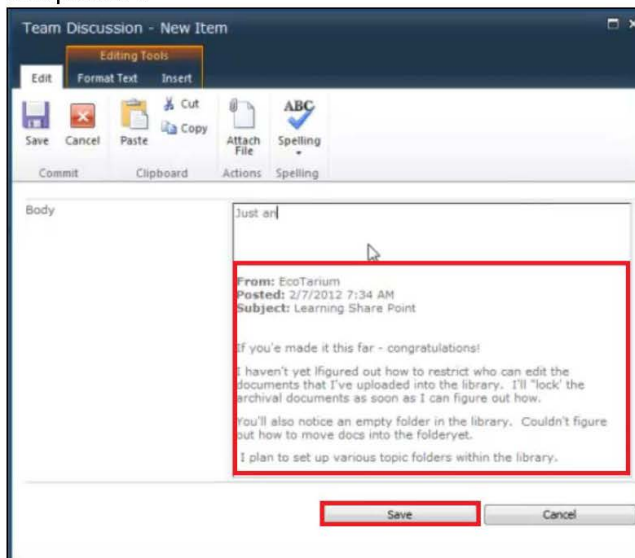 Team Discussion - New Item
Editing Tools
Edit Format Text Insert
Save Cancel Paste Cut Copy Attach File ABC Spelling
Commit Clipboard Actions Spelling
Body
Just an
From: EcoTarium
Posted: 2/7/2012 7:34 AM
Subject: Learning Share Point
If you'e made it this far - congratulations!
I haven't yet lfigured out how to restrict who can edit the
documents that I've uploaded into the library. I'll "lock' the
archival documents as soon as I can figure out how.
You'll also notice an empty folder in the library. Couldn't figure
out how to move docs into the folderyet.
I plan to set up various topic folders within the library.
Save Cancel